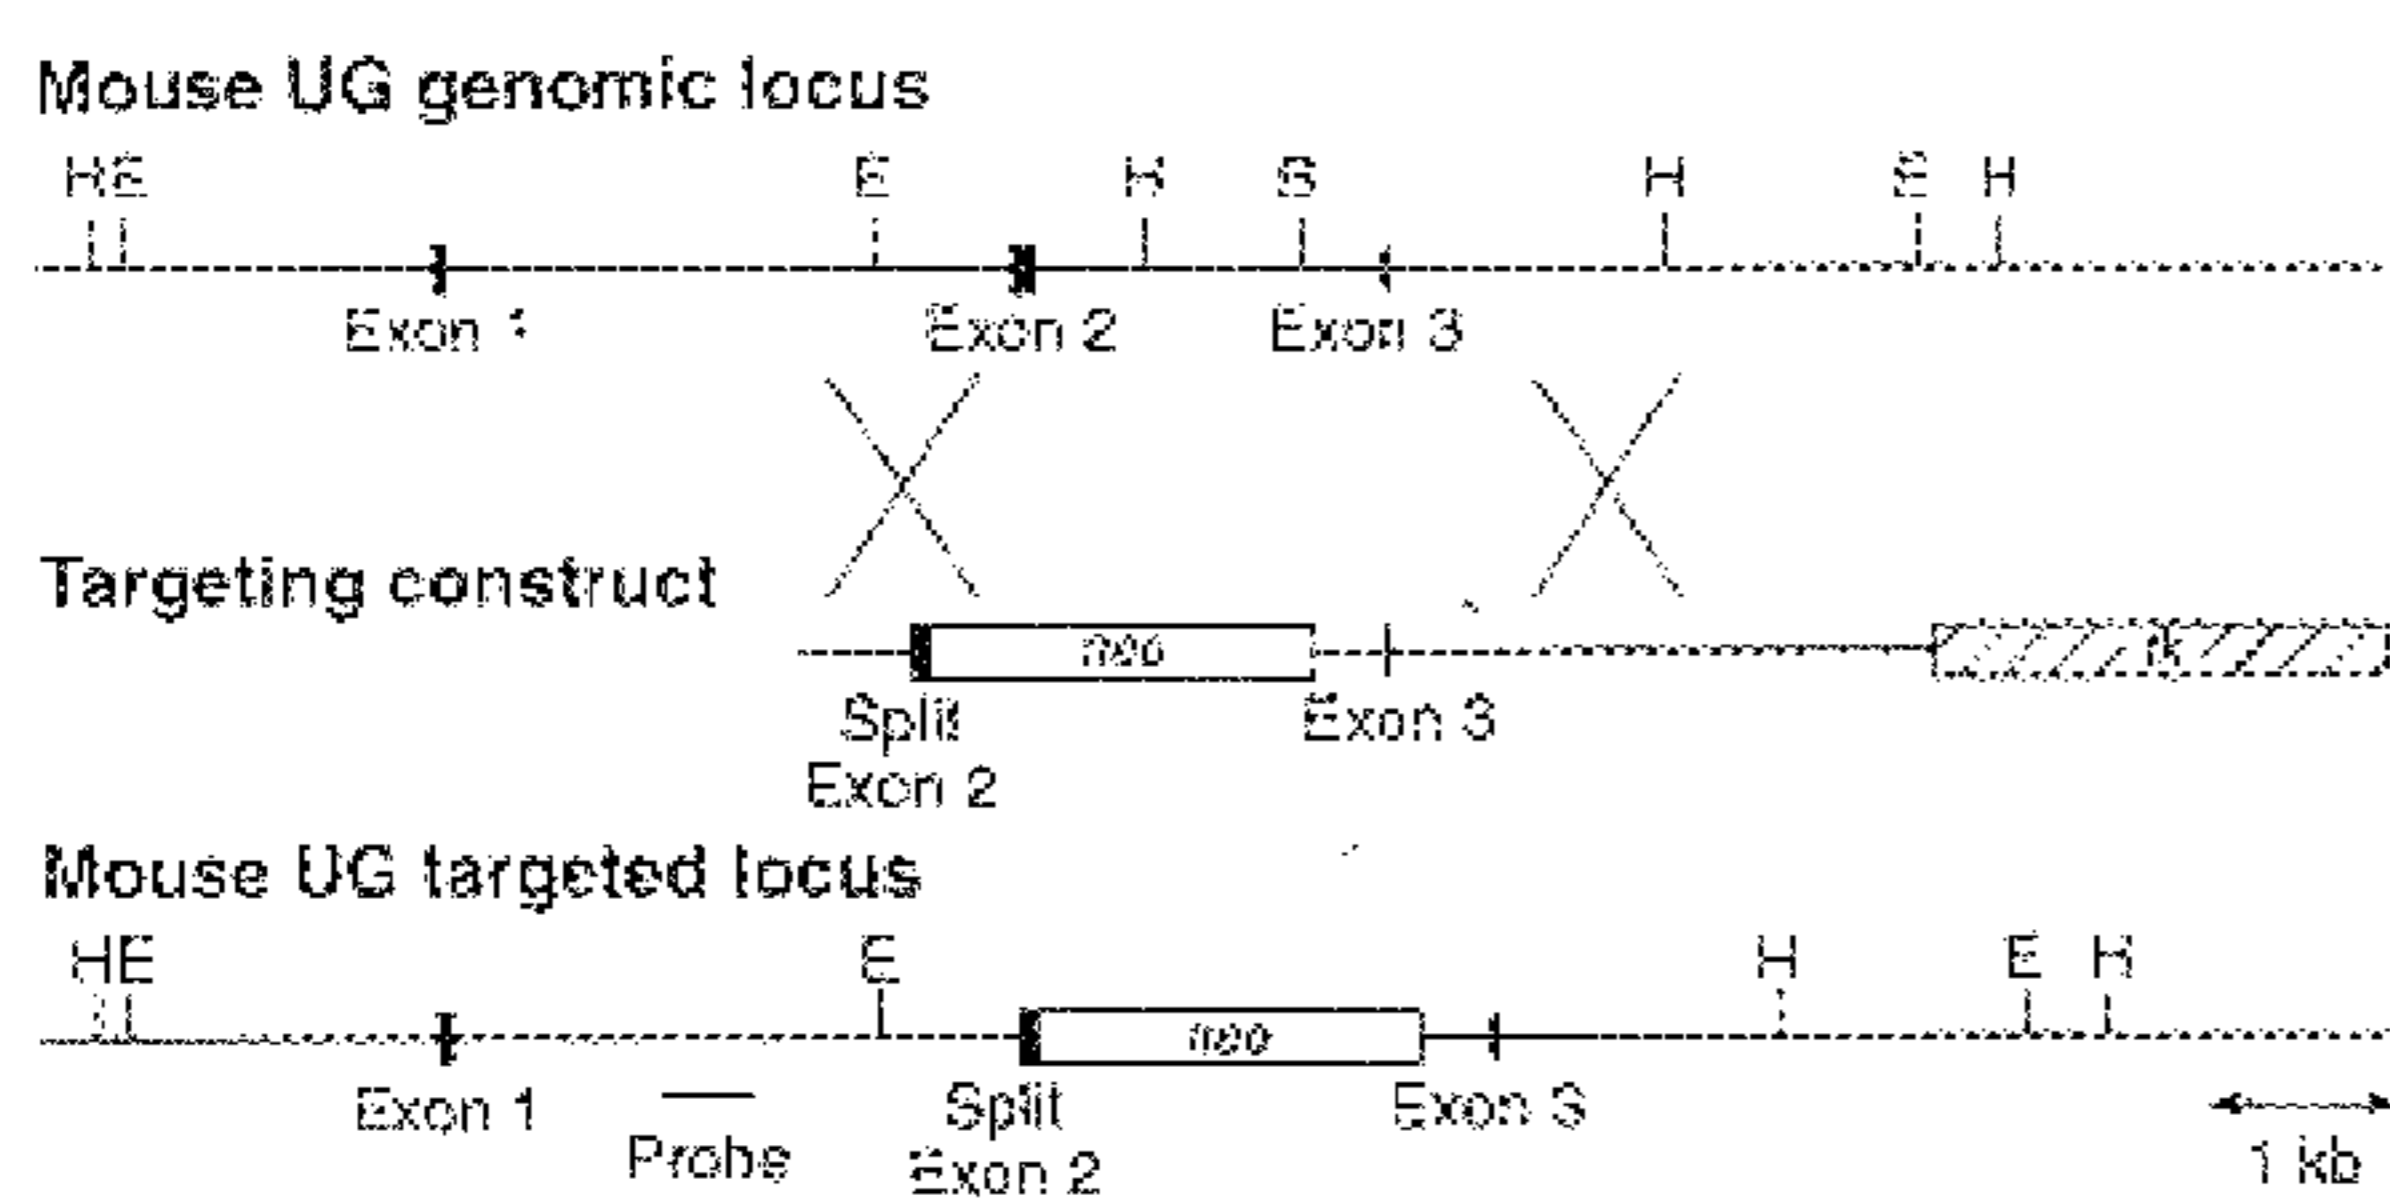 Mouse UG genomic locus
HE E H S H E H
Exon 1 Exon 2 Exon 3
Targeting construct
neo tk
Split
Exon 2
Exon 3
Mouse UG targeted locus
HE E H E H
neo
Exon 1 Split
Exon 2
Exon 3
Probe
1 kb